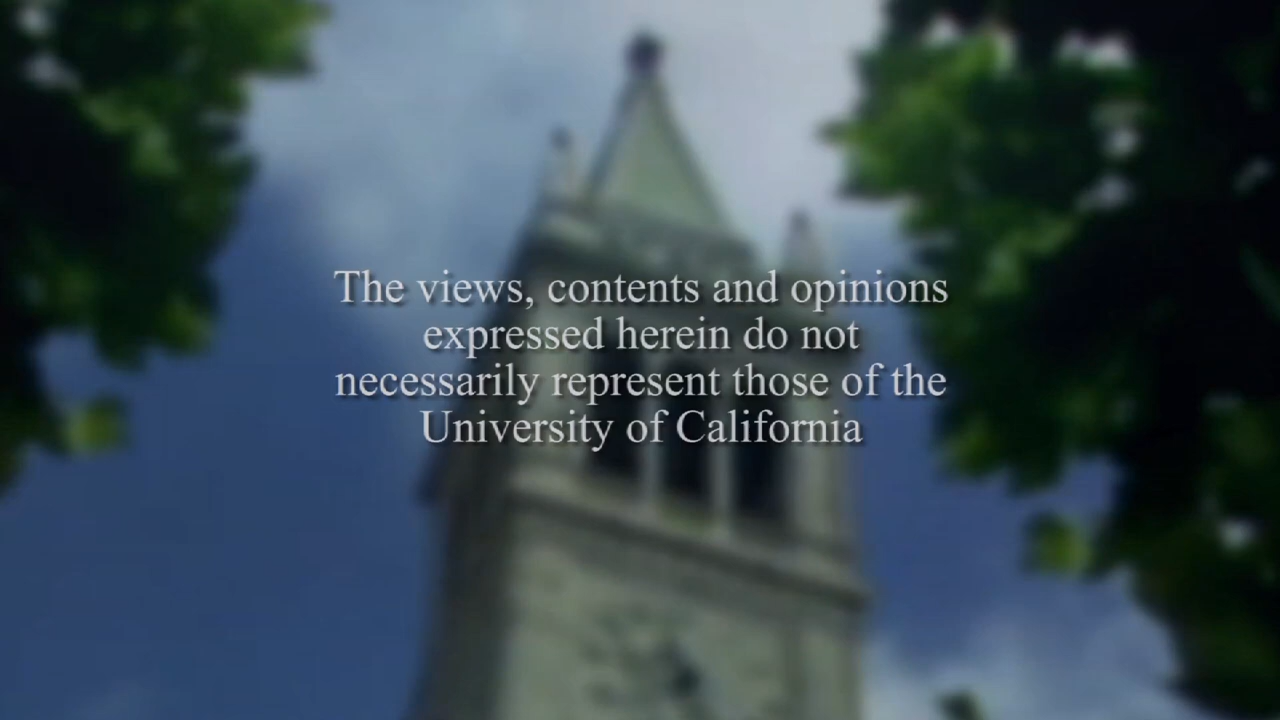 The views, contents and opinions
expressed herein do not
necessarily represent those of the
University of California